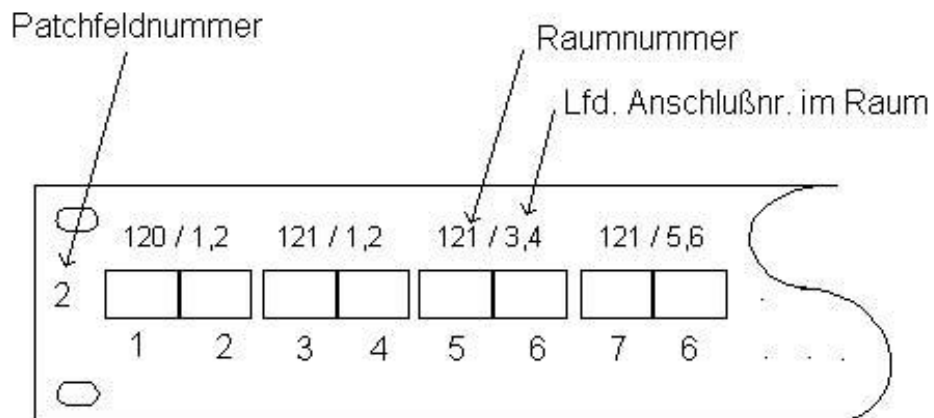 Patchfeldnummer
Raumnummer
Lfd. Anschlußnr. im Raum
120 / 1,2 121 / 1,2 121 / 3,4 121 / 5,6
2
1 2 3 4 5 6 7 6 . . .